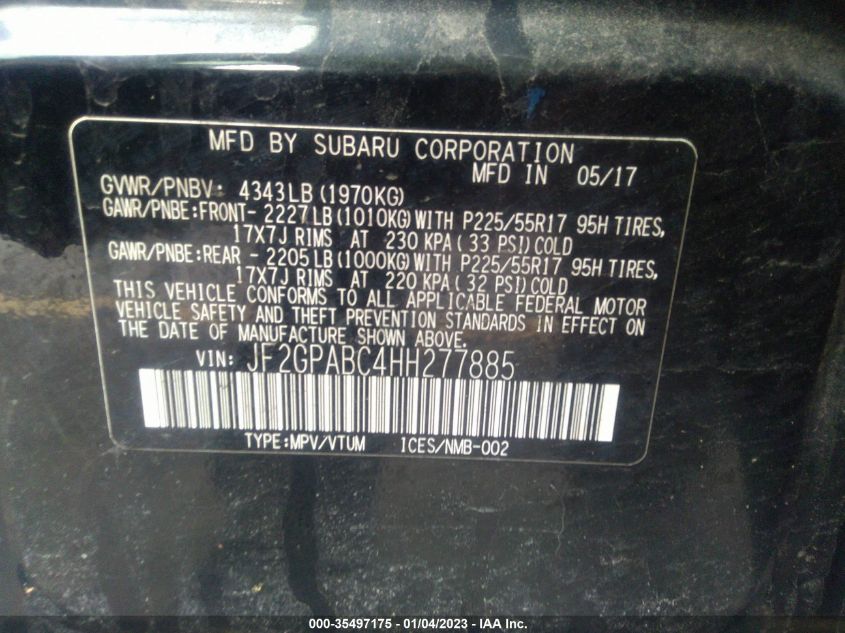 MFD BY SUBARU CORPORATION
MFD IN 05/17
GVWR/PNBV: 4343LB (1970KG)
GAWR/PNBE:FRONT- 2227LB (1010KG) WITH P225/55R17 95H TIRES,
17X7J RIMS AT 230 KPA ( 33 PSI) COLD
GAWR/PNBE:REAR - 2205LB (1000KG) WITH P225/55R17 95H TIRES,
17X7J RIMS AT 220 KPA ( 32 PSI) COLD
THIS VEHICLE CONFORMS TO ALL APPLICABLE FEDERAL MOTOR
VEHICLE SAFETY AND THEFT PREVENTION STANDARDS IN EFFECT ON
THE DATE OF MANUFACTURE SHOWN ABOVE.
VIN: JF2GPABC4HH277885
TYPE:MPV/VTUM ICES/NMB-002
000-35497175 - 01/04/2023 - © IAA Inc.